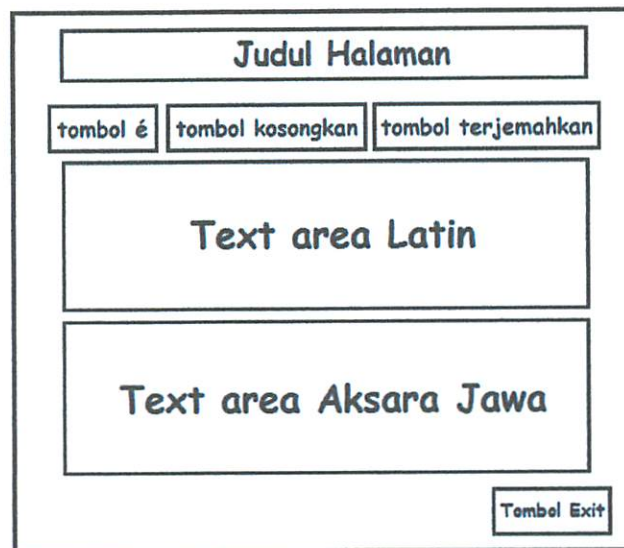 Judul Halaman
tombol é tombol kosongkan tombol terjemahkan
Text area Latin
Text area Aksara Jawa
Tombol Exit